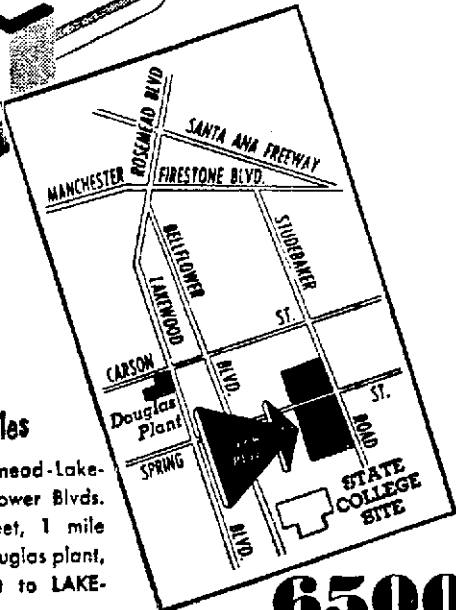 ROSEMEAD BLVD
SANTA ANA FREEWAY
MANCHESTER
FIRESTONE BLVD.
BELLFLOWER
STUDEBAKER
LAKEWOOD
ST.
CARSON
BLVD.
ST.
Douglas
Plant
ROAD
SPRING
STATE
COLLEGE
SITE
BLVD.
les
mead-Lake-
ower Blvds.
eet, 1 mile
uglas plant,
t to LAKE-
6500